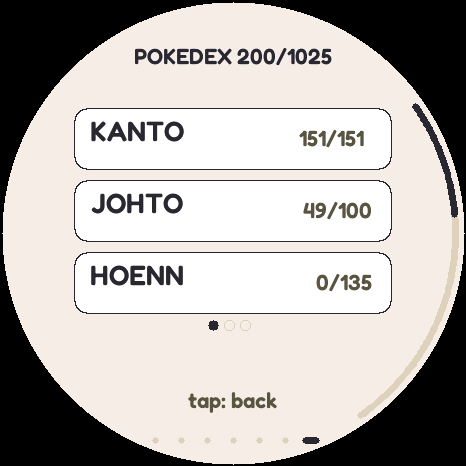 POKEDEX 200/1025
KANTO 151/151
JOHTO 49/100
HOENN 0/135
tap: back